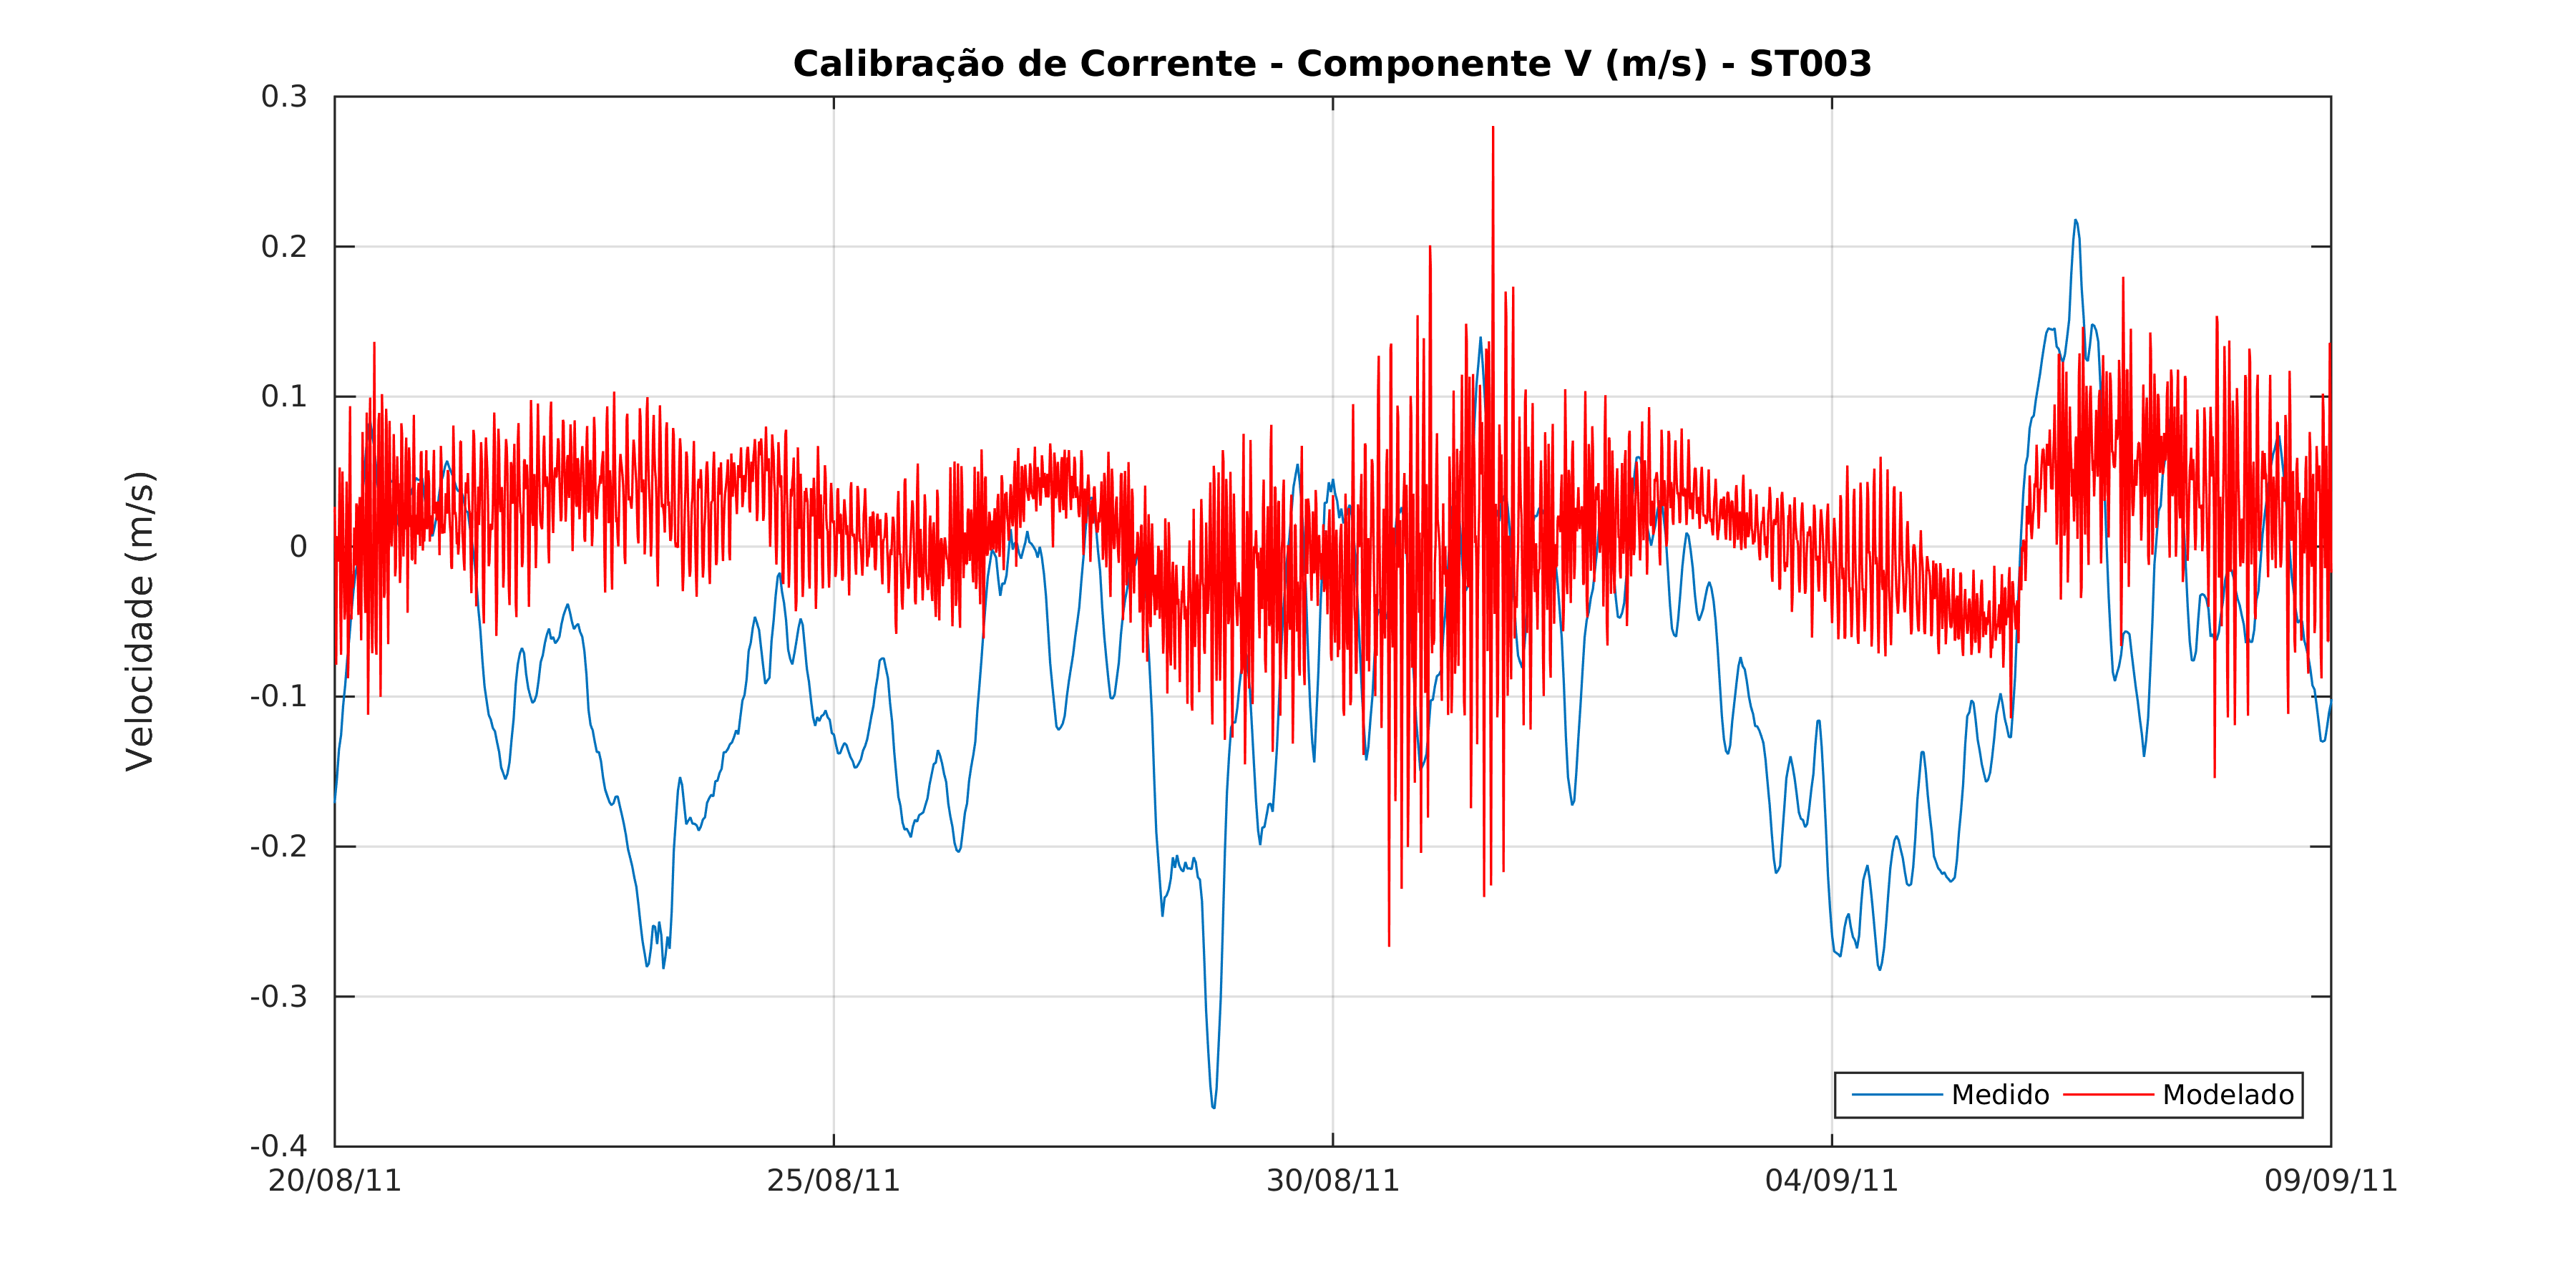 Calibração de Corrente - Componente V (m/s) - ST003
0.3
0.2
0.1
0
-0.1
-0.2
-0.3
-0.4
Velocidade (m/s)
20/08/11 25/08/11 30/08/11 04/09/11 09/09/11
Medido Modelado